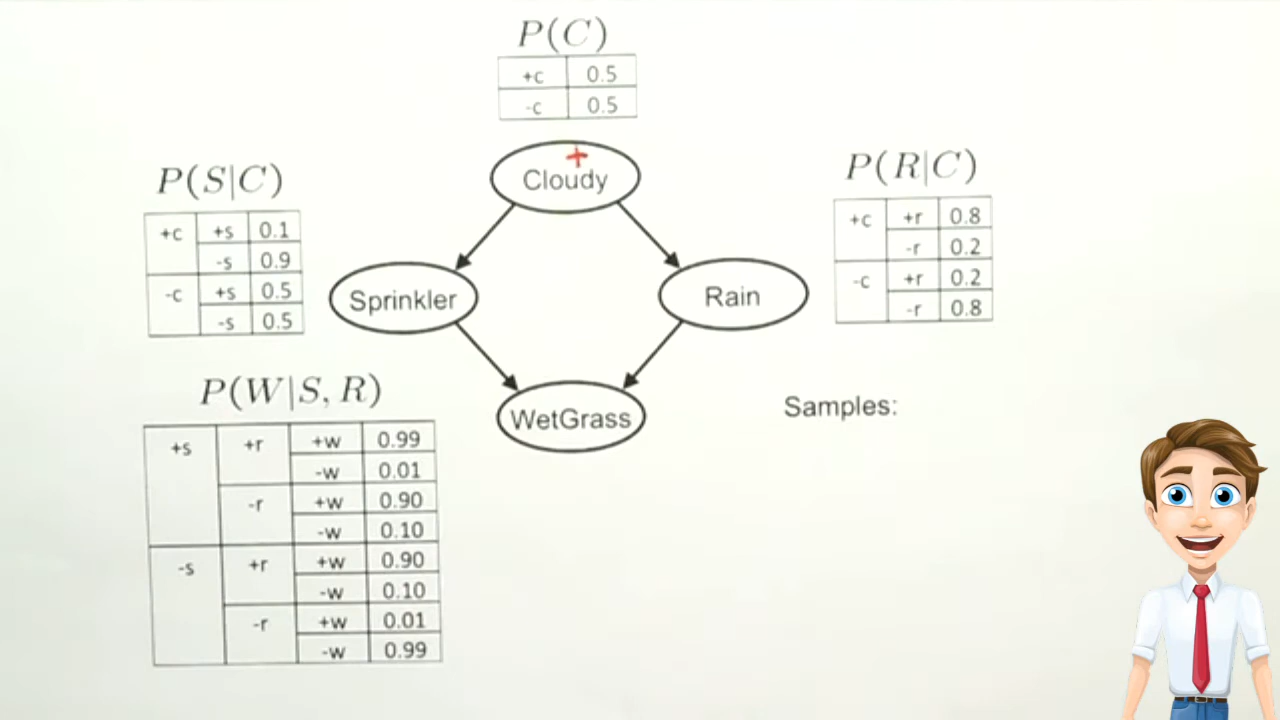 P(C)
+c 0.5
-c 0.5
+
Cloudy
P(S|C)
+c +s 0.1
-s 0.9
-c +s 0.5
-s 0.5
P(R|C)
+c +r 0.8
-r 0.2
-c +r 0.2
-r 0.8
Sprinkler
Rain
WetGrass
P(W|S, R)
+s +r +w 0.99
-w 0.01
-r +w 0.90
-w 0.10
-s +r +w 0.90
-w 0.10
-r +w 0.01
-w 0.99
Samples: